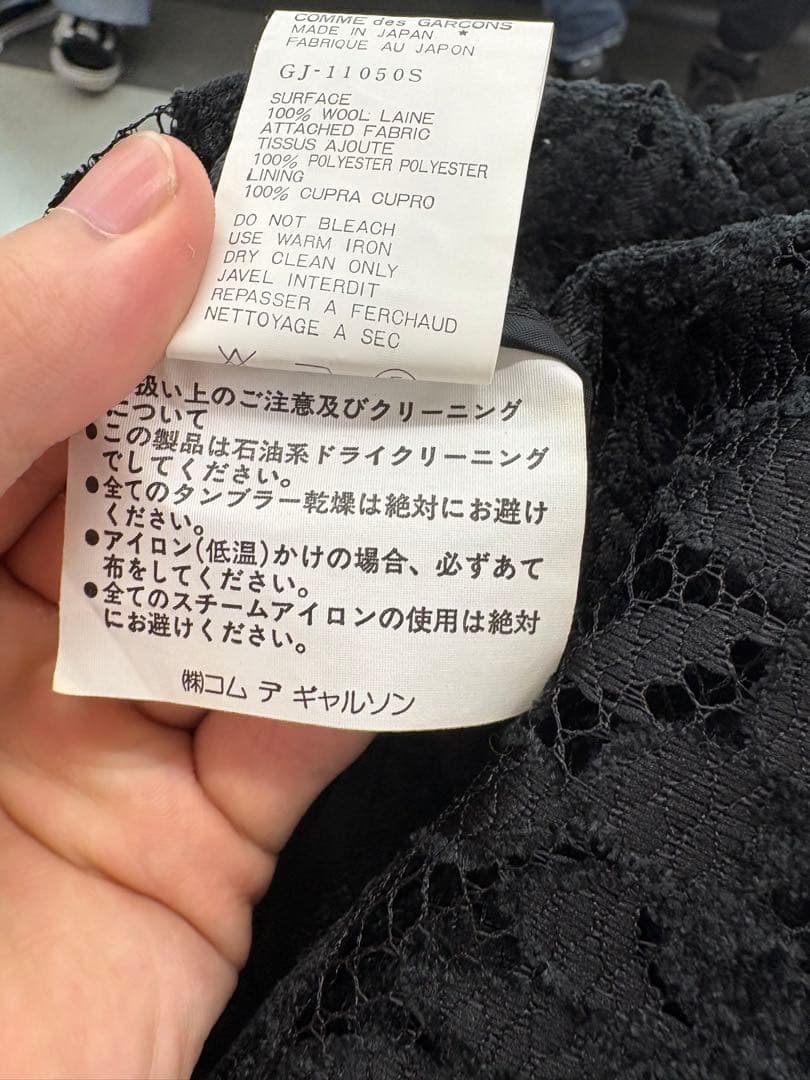 COMME des GARCONS
MADE IN JAPAN *
FABRIQUE AU JAPON
GJ-11050S
SURFACE
100% WOOL LAINE
ATTACHED FABRIC
TISSUS AJOUTE
100% POLYESTER POLYESTER
LINING
100% CUPRA CUPRO
DO NOT BLEACH
USE WARM IRON
DRY CLEAN ONLY
JAVEL INTERDIT
REPASSER A FERCHAUD
NETTOYAGE A SEC
扱い上のご注意及びクリーニング
について
●この製品は石油系ドライクリーニング
でしてください。
●全てのタンブラー乾燥は絶対にお避け
ください。
●アイロン(低温)かけの場合、必ずあて
布をしてください。
●全てのスチームアイロンの使用は絶対
にお避けください。
㈱コム デ ギャルソン